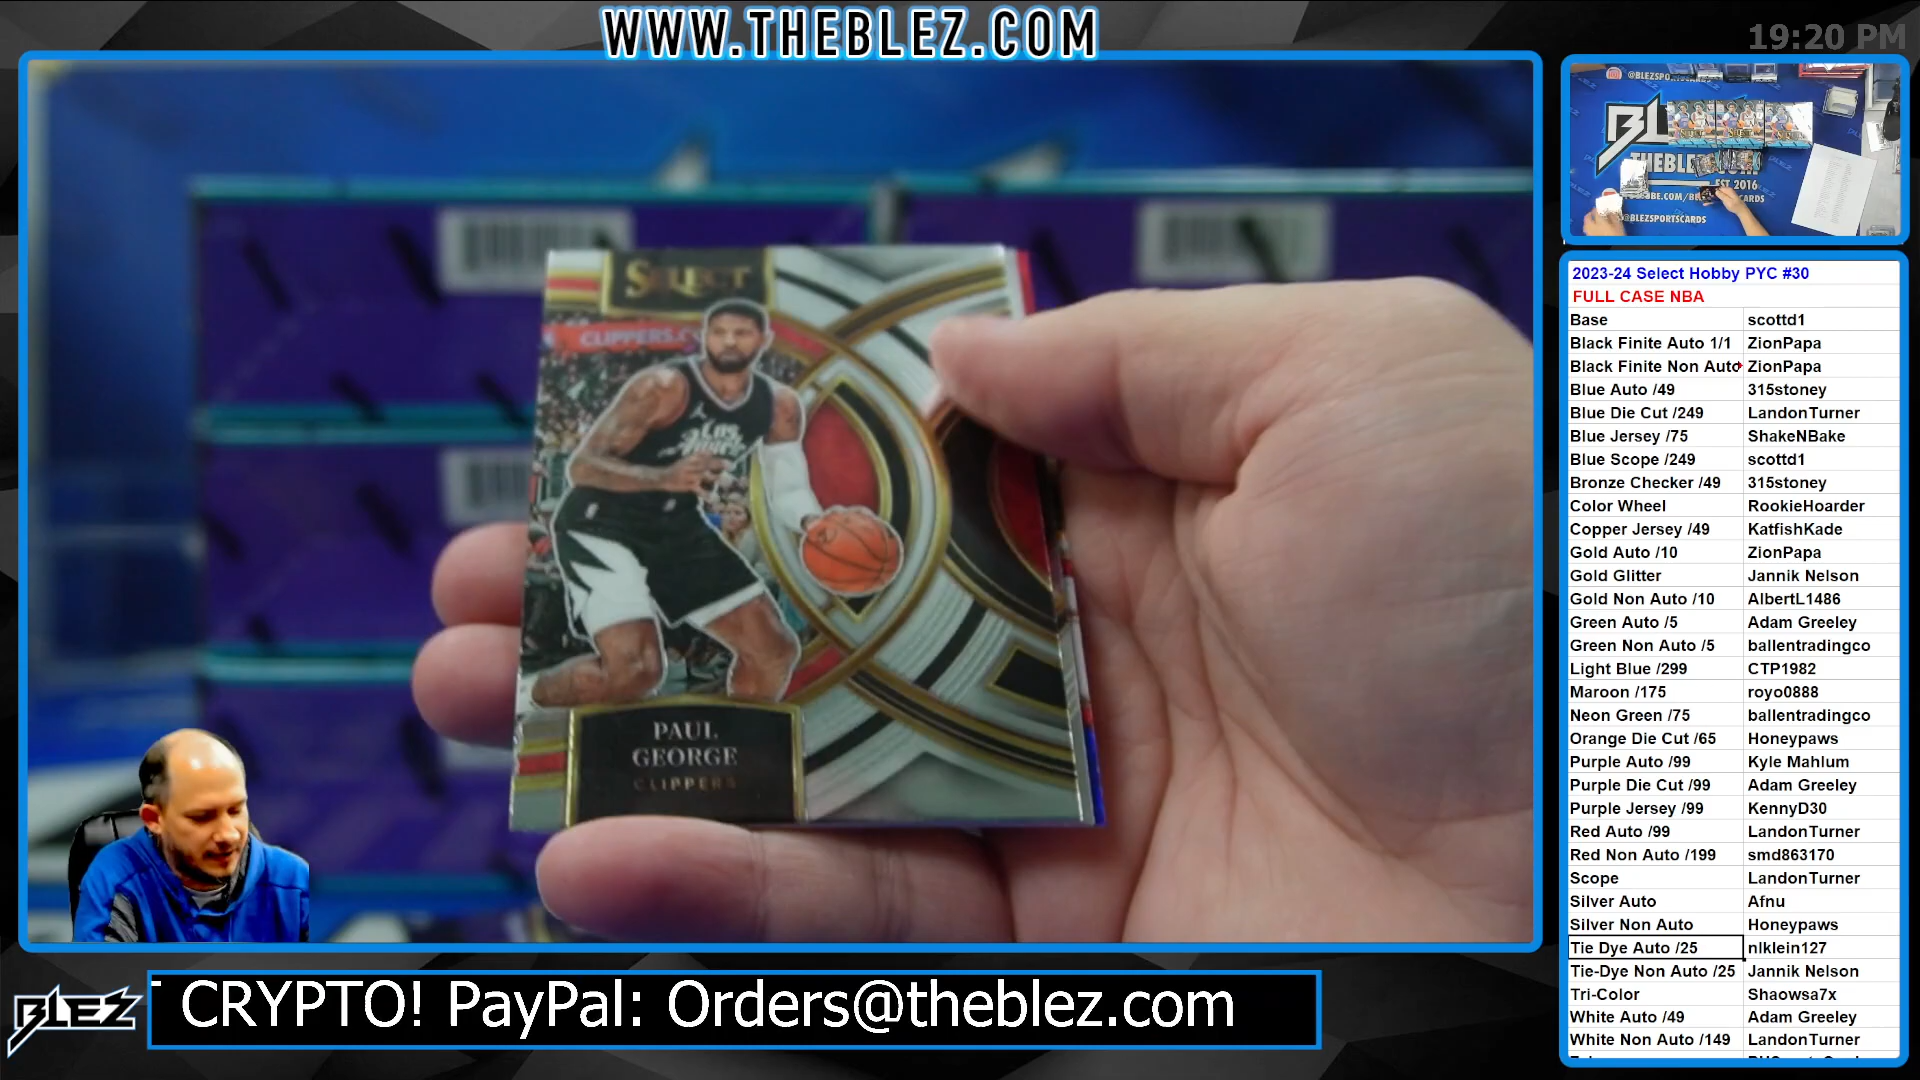 WWW.THEBLEZ.COM
19:20 PM
SELECT
PAUL
GEORGE
CLIPPERS
@BLEZSPORTSCARDS
2023-24 Select Hobby PYC #30
FULL CASE NBA
Base scottd1
Black Finite Auto 1/1 ZionPapa
Black Finite Non Auto ZionPapa
Blue Auto /49 315stoney
Blue Die Cut /249 LandonTurner
Blue Jersey /75 ShakeNBake
Blue Scope /249 scottd1
Bronze Checker /49 315stoney
Color Wheel RookieHoarder
Copper Jersey /49 KatfishKade
Gold Auto /10 ZionPapa
Gold Glitter Jannik Nelson
Gold Non Auto /10 AlbertL1486
Green Auto /5 Adam Greeley
Green Non Auto /5 ballentradingco
Light Blue /299 CTP1982
Maroon /175 royo0888
Neon Green /75 ballentradingco
Orange Die Cut /65 Honeypaws
Purple Auto /99 Kyle Mahlum
Purple Die Cut /99 Adam Greeley
Purple Jersey /99 KennyD30
Red Auto /99 LandonTurner
Red Non Auto /199 smd863170
Scope LandonTurner
Silver Auto Afnu
Silver Non Auto Honeypaws
Tie Dye Auto /25 nlklein127
Tie-Dye Non Auto /25 Jannik Nelson
Tri-Color Shaowsa7x
White Auto /49 Adam Greeley
White Non Auto /149 LandonTurner
BLEZ
CRYPTO! PayPal: Orders@theblez.com